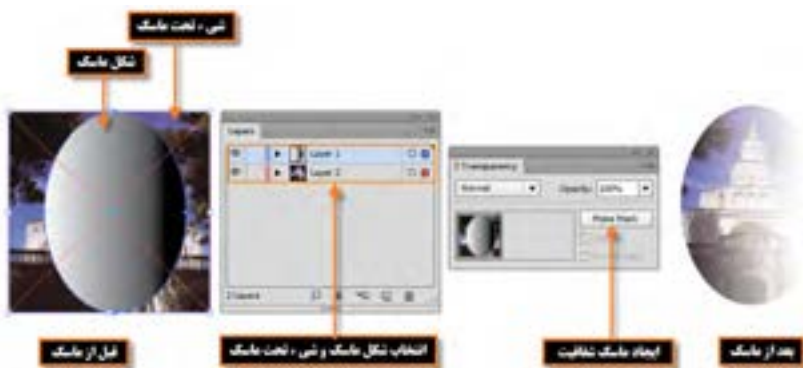 شی ء تحت ماسک
شکل ماسک
Layers
Layer 1
Layer 2
2 Layers
Transparency
Normal
Opacity: 100%
Make Mask
قبل از ماسک
انتخاب شکل ماسک و شی ء تحت ماسک
ایجاد ماسک شفافیت
بعد از ماسک